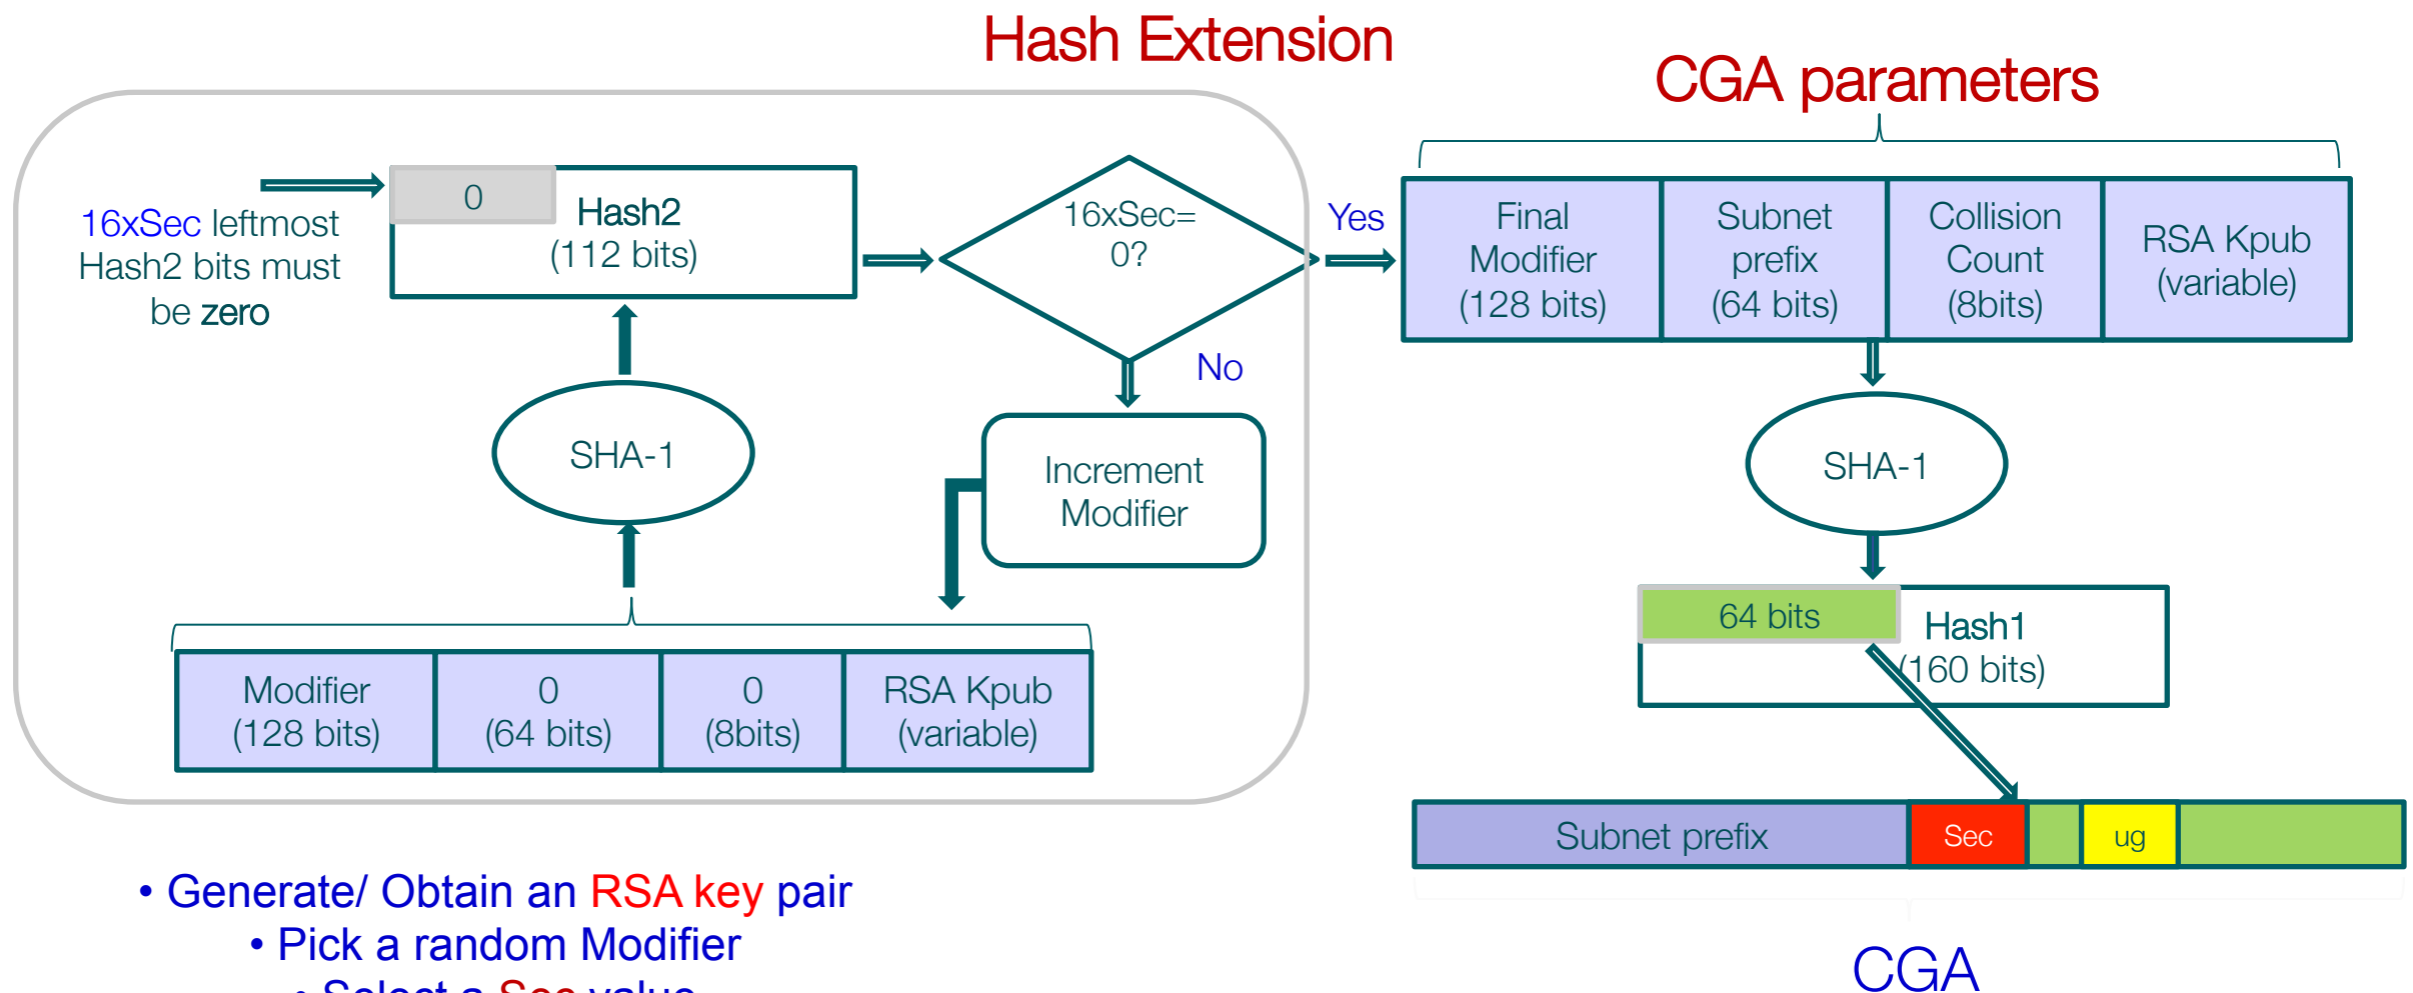 Hash Extension
CGA parameters
16xSec leftmost
Hash2 bits must
be zero
0
Hash2
(112 bits)
16xSec=
0?
Yes
No
Final
Modifier
(128 bits)
Subnet
prefix
(64 bits)
Collision
Count
(8bits)
RSA Kpub
(variable)
SHA-1
Increment
Modifier
SHA-1
64 bits
Hash1
(160 bits)
Modifier
(128 bits)
0
(64 bits)
0
(8bits)
RSA Kpub
(variable)
Subnet prefix
Sec
ug
CGA
• Generate/ Obtain an RSA key pair
• Pick a random Modifier
• Select a Sec value